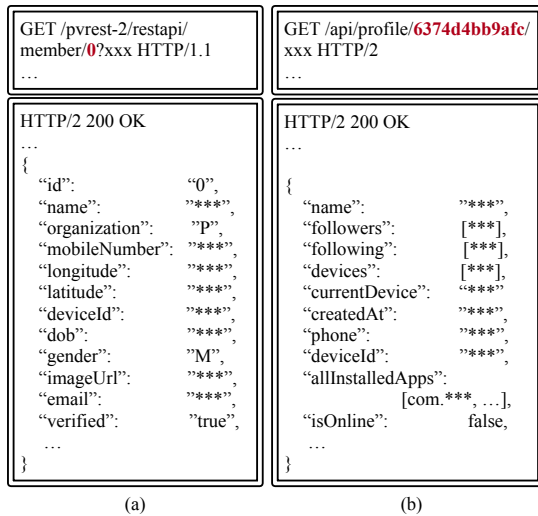 GET /pvrest-2/restapi/
member/0?xxx HTTP/1.1
…
HTTP/2 200 OK
…
{
“id”: “0”,
“name”: “***”,
“organization”: ”P”,
“mobileNumber”: “***”,
“longitude”: “***”,
“latitude”: “***”
“deviceId”: “***”,
“dob”: “***”,
“gender”: ”M”,
“imageUrl”: “***”,
“email”: “***”,
“verified”: ”true”,
…
}
(a)
GET /api/profile/6374d4bb9afc/
xxx HTTP/2
…
HTTP/2 200 OK
…
{
“name”: ”***”,
“followers”: [***],
“following”: [***],
“devices”: [***],
“currentDevice”: “***”
“createdAt”: ”***”,
“phone”: ”***”,
“deviceId”: ”***”,
“allInstalledApps”:
[com.***, …],
“isOnline”: false,
…
}
(b)